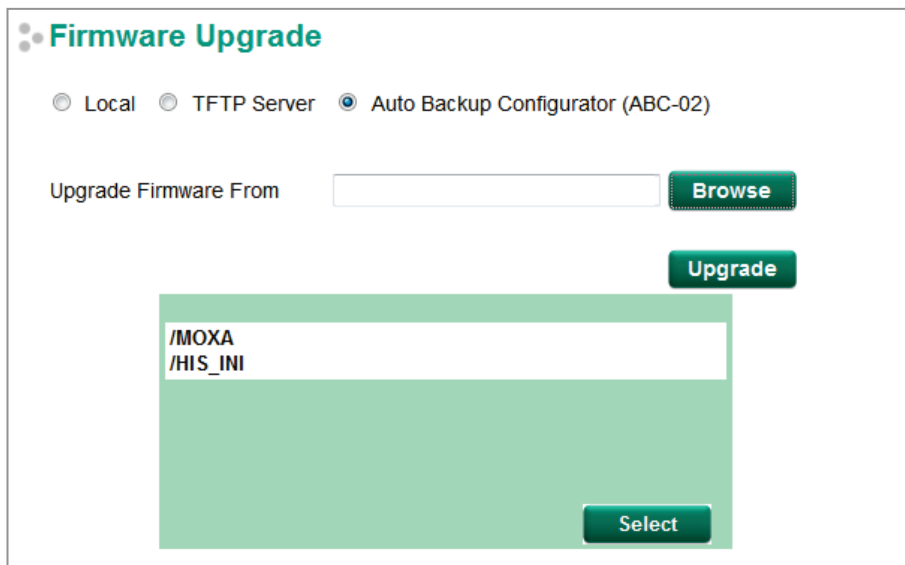 Firmware Upgrade
Local TFTP Server Auto Backup Configurator (ABC-02)
Upgrade Firmware From Browse
Upgrade
/MOXA
/HIS_INI
Select